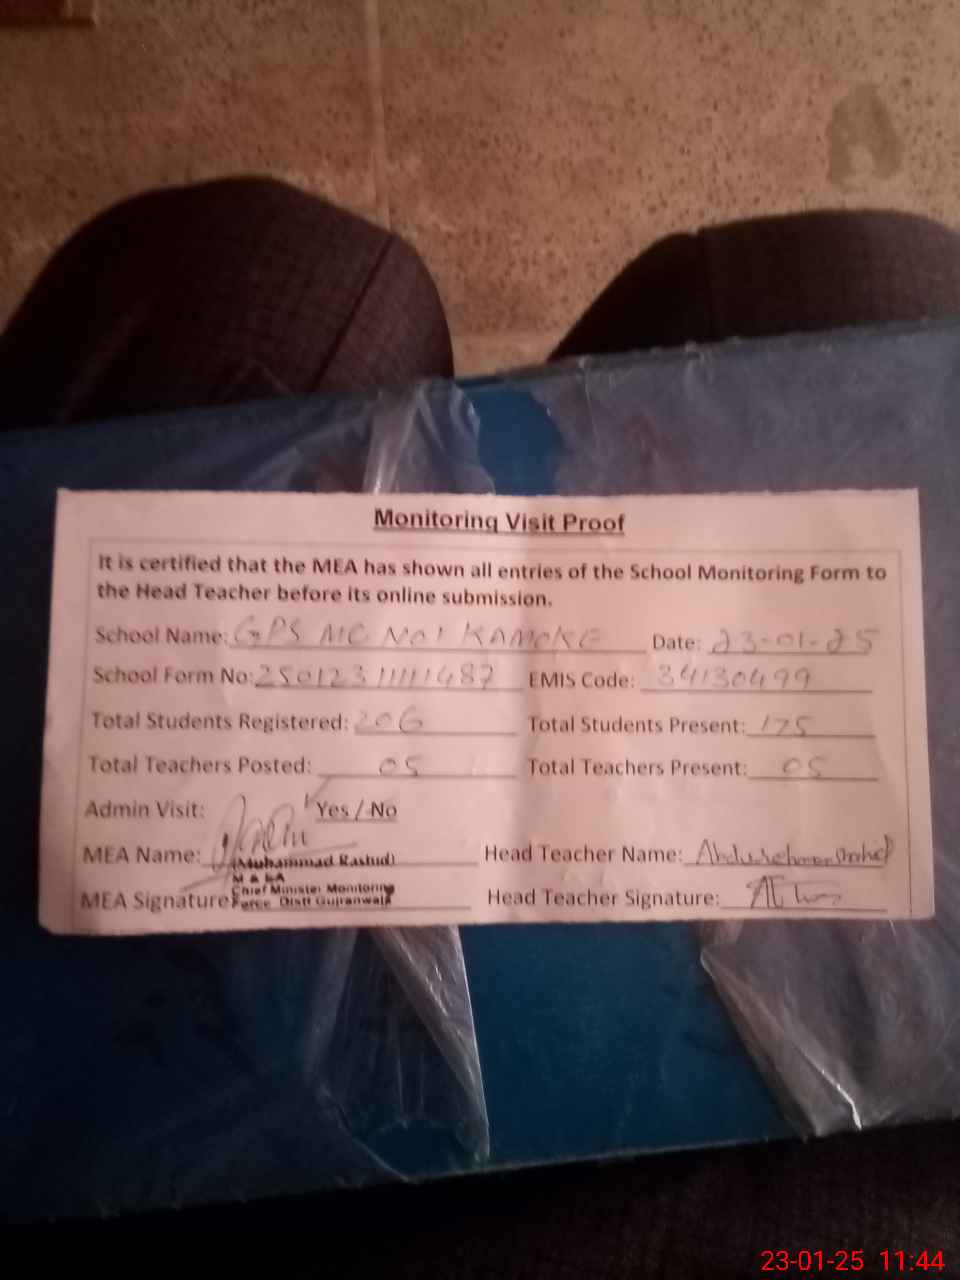 Monitoring Visit Proof
It is certified that the MEA has shown all entries of the School Monitoring Form to
the Head Teacher before its online submission.
School Name: GPS MC NO1 KAMOKE Date: 23-01-25
School Form No: 25012311111487 EMIS Code: 34130499
Total Students Registered: 206 Total Students Present: 175
Total Teachers Posted: 05 Total Teachers Present: 05
Admin Visit: Yes / No
MEA Name: (Muhammad Rashid) Head Teacher Name:
M & EA
Chief Minister Monitoring
MEA Signature: Force Distt Gujranwala Head Teacher Signature:
23-01-25 11:44